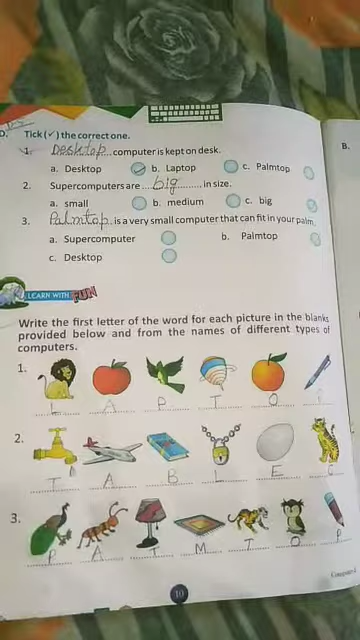 D. Tick (✓) the correct one.
1. Desktop computer is kept on desk.
a. Desktop b. Laptop c. Palmtop
2. Supercomputers are big in size.
a. small b. medium c. big
3. Palmtop is a very small computer that can fit in your palm.
a. Supercomputer b. Palmtop
c. Desktop
B.
LEARN WITH FUN
Write the first letter of the word for each picture in the blanks
provided below and from the names of different types of
computers.
1.
L A P T O P
2.
T A B L E
3.
P A T M T O P
10